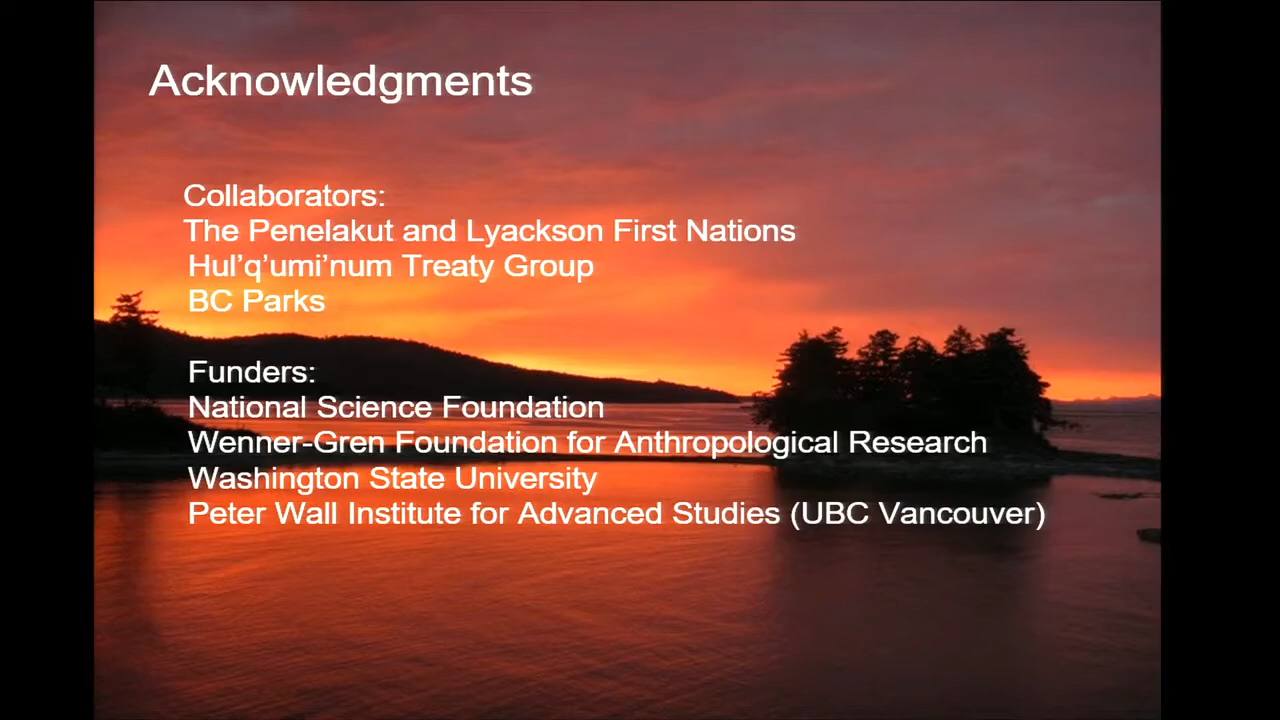 Acknowledgments
Collaborators:
The Penelakut and Lyackson First Nations
Hul’q’umi’num Treaty Group
BC Parks
Funders:
National Science Foundation
Wenner-Gren Foundation for Anthropological Research
Washington State University
Peter Wall Institute for Advanced Studies (UBC Vancouver)